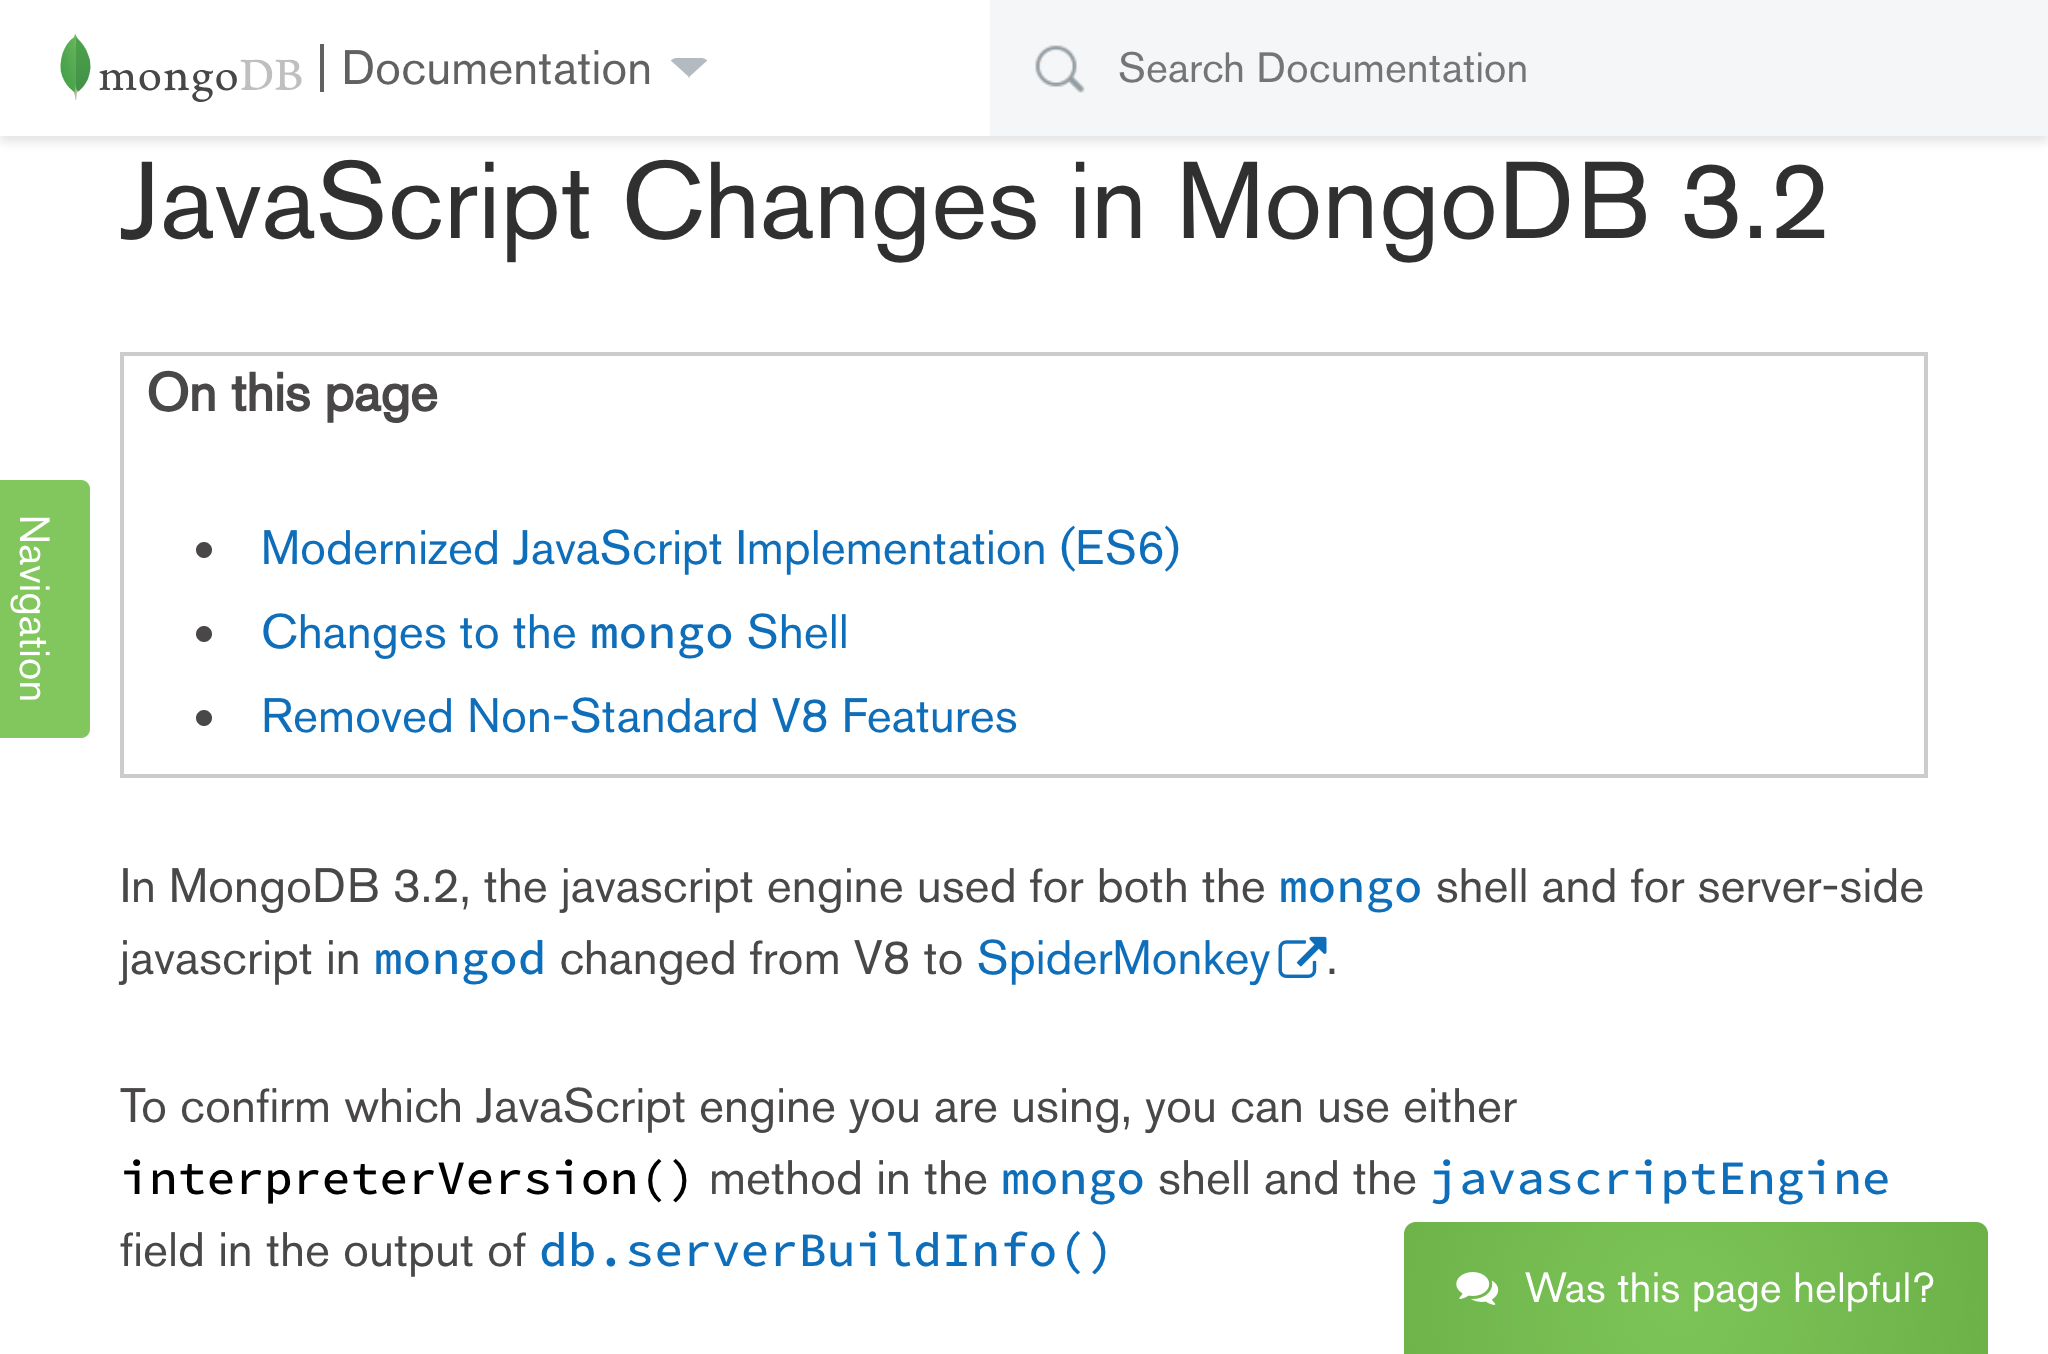 mongoDB | Documentation
Search Documentation
JavaScript Changes in MongoDB 3.2
On this page
Navigation
• Modernized JavaScript Implementation (ES6)
• Changes to the mongo Shell
• Removed Non-Standard V8 Features
In MongoDB 3.2, the javascript engine used for both the mongo shell and for server-side
javascript in mongod changed from V8 to SpiderMonkey.
To confirm which JavaScript engine you are using, you can use either
interpreterVersion() method in the mongo shell and the javascriptEngine
field in the output of db.serverBuildInfo()
Was this page helpful?